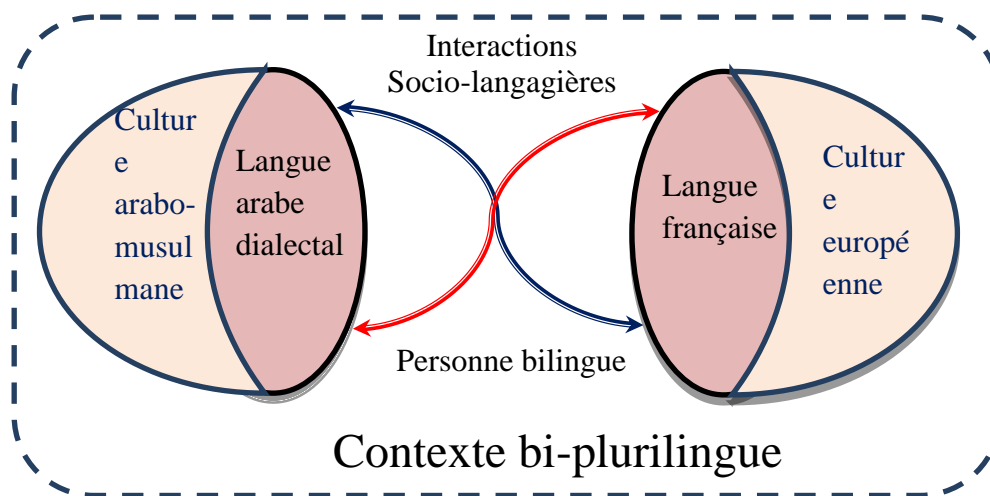 Interactions
Socio-langagières
Cultur
e
arabo-
musul
mane
Langue
arabe
dialectal
Langue
française
Cultur
e
europé
enne
Personne bilingue
Contexte bi-plurilingue